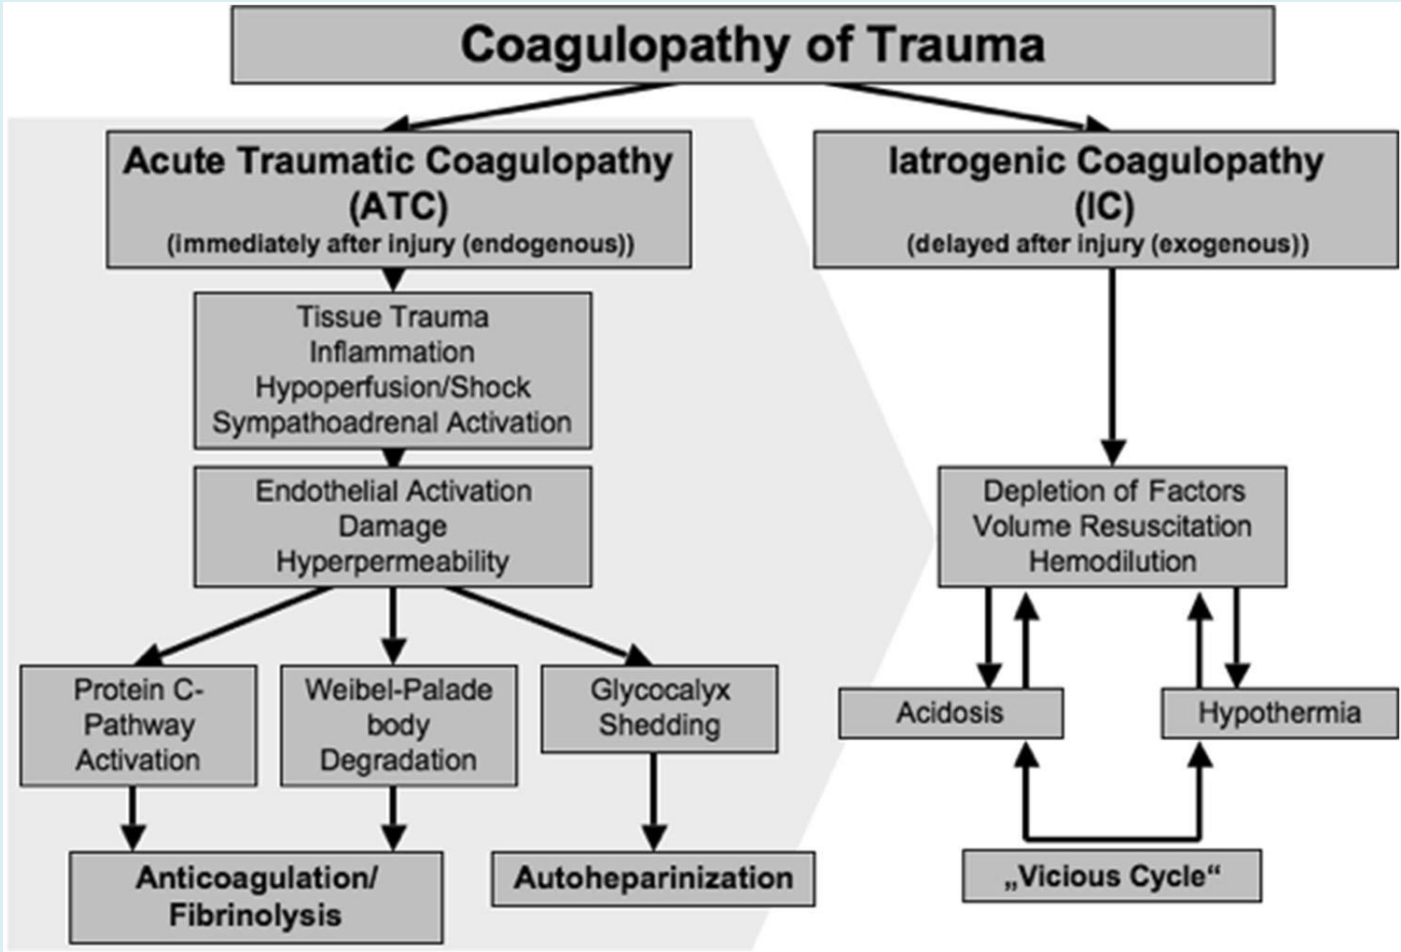 Coagulopathy of Trauma
Acute Traumatic Coagulopathy
(ATC)
(immediately after injury (endogenous))
Iatrogenic Coagulopathy
(IC)
(delayed after injury (exogenous))
Tissue Trauma
Inflammation
Hypoperfusion/Shock
Sympathoadrenal Activation
Endothelial Activation
Damage
Hyperpermeability
Depletion of Factors
Volume Resuscitation
Hemodilution
Protein C-
Pathway
Activation
Weibel-Palade
body
Degradation
Glycocalyx
Shedding
Acidosis
Hypothermia
Anticoagulation/
Fibrinolysis
Autoheparinization
„Vicious Cycle“